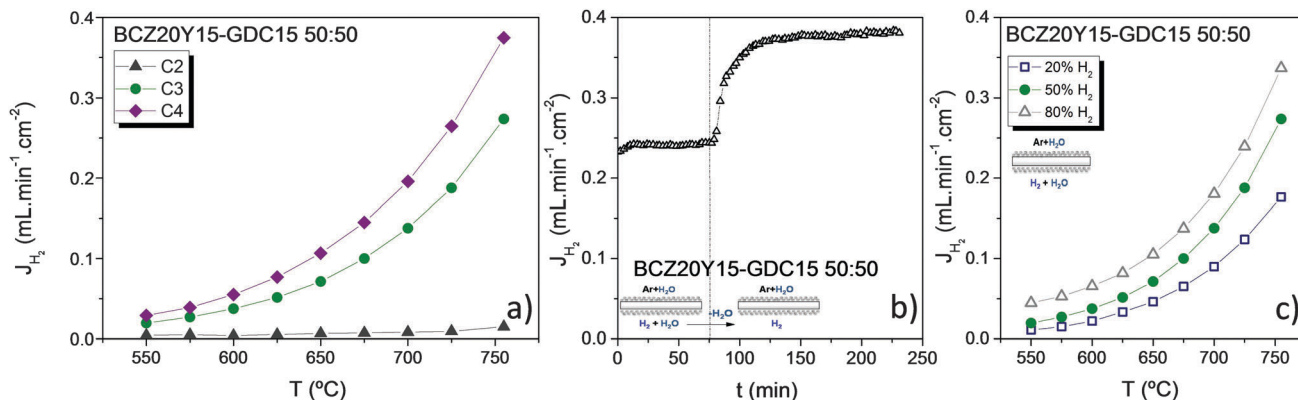 BCZ20Y15-GDC15 50:50
C2
C3
C4
0.4
0.3
0.2
0.1
0.0
J_H₂ (mL.min⁻¹.cm⁻²)
550 600 650 700 750
T (ºC)
a)
0.4
0.3
0.2
0.1
0.0
J_H₂ (mL.min⁻¹.cm⁻²)
BCZ20Y15-GDC15 50:50
Ar+H₂O
Ar+H₂O
-H₂O
H₂ + H₂O
H₂
0 50 100 150 200 250
t (min)
b)
BCZ20Y15-GDC15 50:50
20% H₂
50% H₂
80% H₂
Ar+H₂O
H₂ + H₂O
0.4
0.3
0.2
0.1
0.0
J_H₂ (mL.min⁻¹.cm⁻²)
550 600 650 700 750
T (ºC)
c)